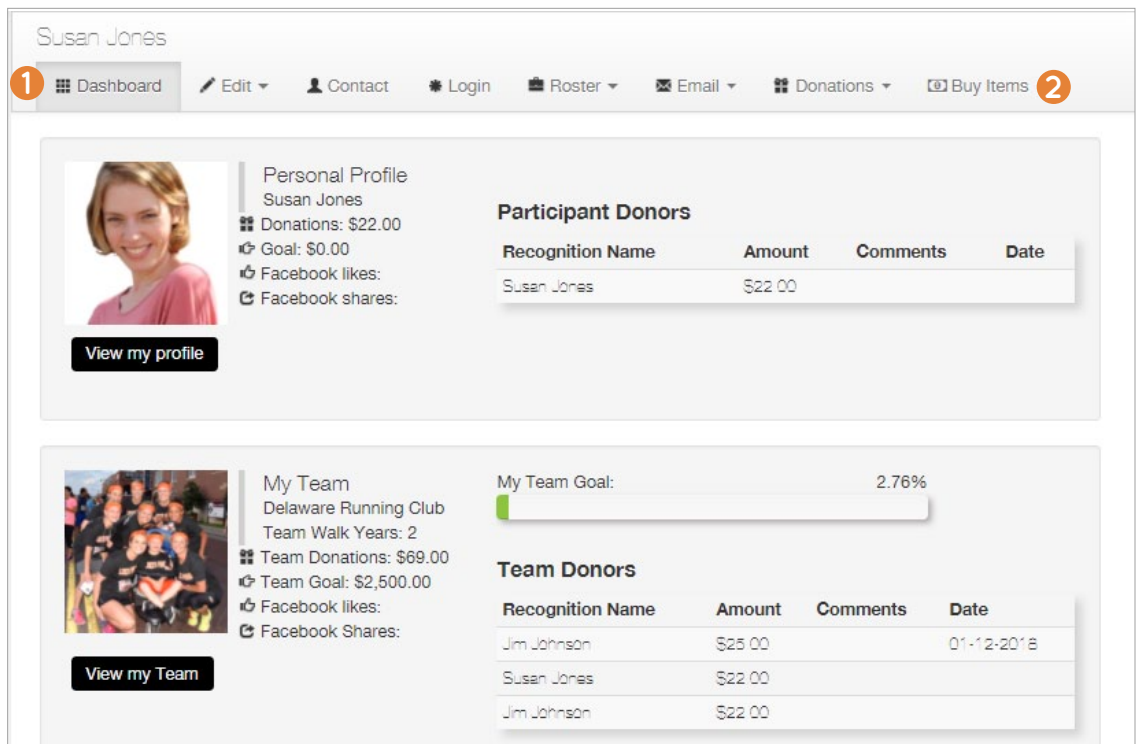 Susan Jones
1 Dashboard Edit Contact Login Roster Email Donations Buy Items 2
Personal Profile
Susan Jones
Donations: $22.00
Goal: $0.00
Facebook likes:
Facebook shares:
View my profile
Participant Donors
Recognition Name Amount Comments Date
Susan Jones $22.00
My Team
Delaware Running Club
Team Walk Years: 2
Team Donations: $69.00
Team Goal: $2,500.00
Facebook likes:
Facebook Shares:
View my Team
My Team Goal: 2.76%
Team Donors
Recognition Name Amount Comments Date
Jim Johnson $25.00 01-12-2018
Susan Jones $22.00
Jim Johnson $22.00